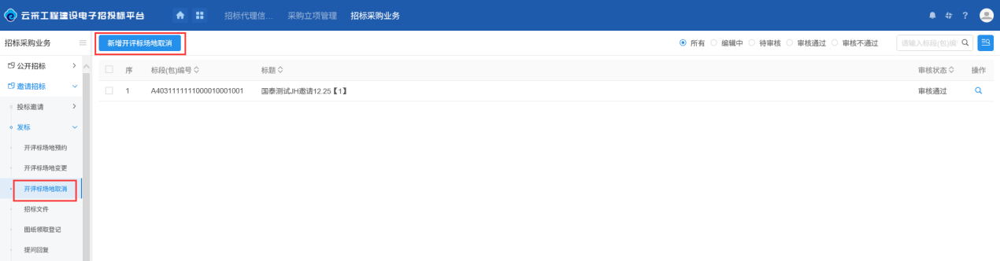 云采工程建设电子招投标平台 招标代理信... 采购立项管理 招标采购业务
招标采购业务 新增开评标场地取消 所有 编辑中 待审核 审核通过 审核不通过 请输入标段(包)编
公开招标 序 标段(包)编号 标题 审核状态 操作
邀请招标 1 A4031111111000010001001 国泰测试JH邀请12.25【1】 审核通过
投标邀请
发标
开评标场地预约
开评标场地变更
开评标场地取消
招标文件
图纸领取登记
提问回复